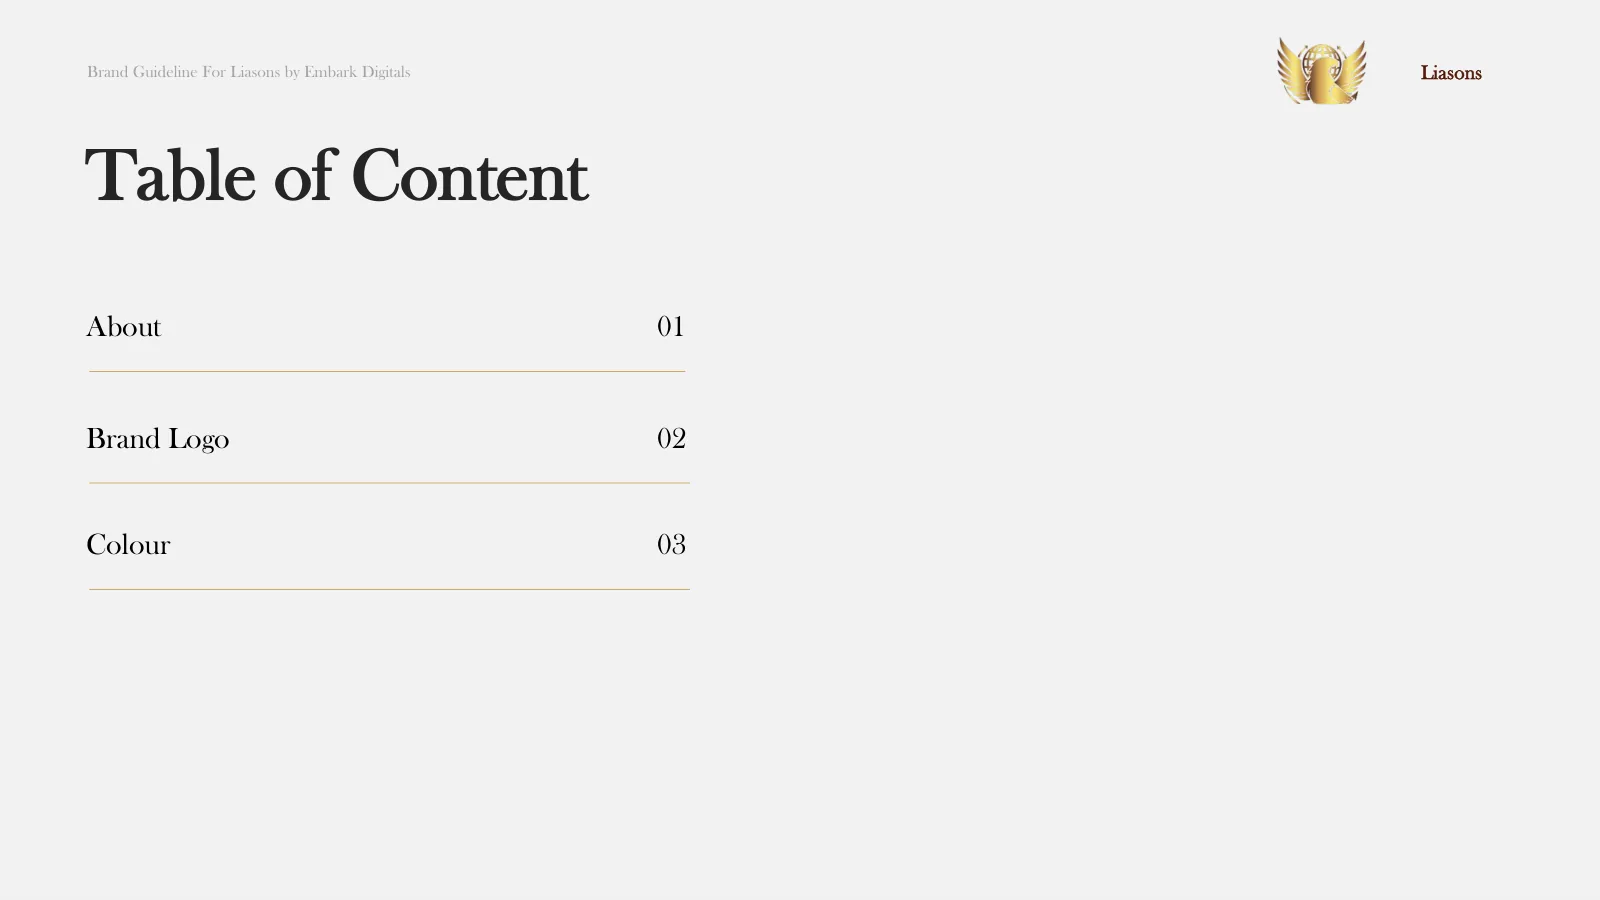 Brand Guideline For Liasons by Embark Digitals
Liasons
Table of Content
About 01
Brand Logo 02
Colour 03